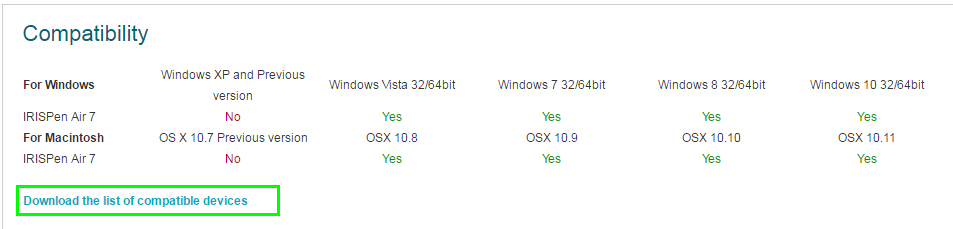 Compatibility
For Windows Windows XP and Previous version Windows Vista 32/64bit Windows 7 32/64bit Windows 8 32/64bit Windows 10 32/64bit
IRISPen Air 7 No Yes Yes Yes Yes
For Macintosh OS X 10.7 Previous version OSX 10.8 OSX 10.9 OSX 10.10 OSX 10.11
IRISPen Air 7 No Yes Yes Yes Yes
Download the list of compatible devices